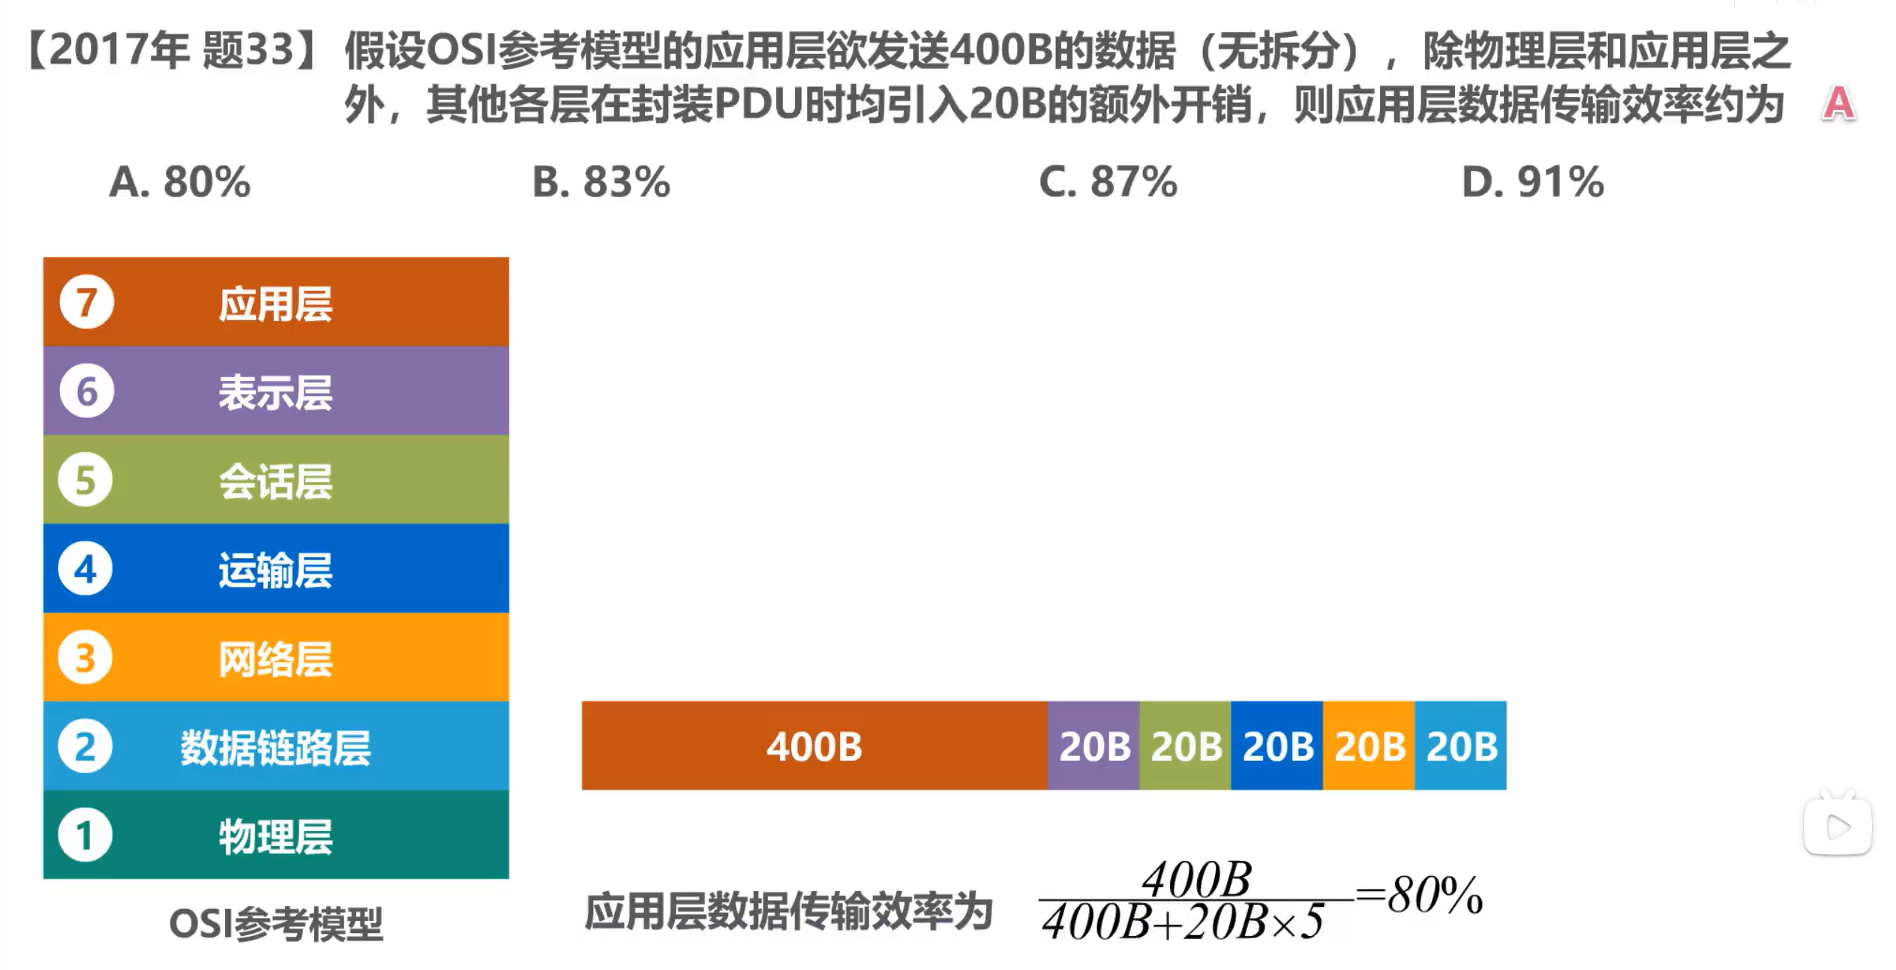 【2017年 题33】 假设OSI参考模型的应用层欲发送400B的数据（无拆分），除物理层和应用层之
外，其他各层在封装PDU时均引入20B的额外开销，则应用层数据传输效率约为 A
A. 80% B. 83% C. 87% D. 91%
7 应用层
6 表示层
5 会话层
4 运输层
3 网络层
2 数据链路层
400B 20B 20B 20B 20B 20B
1 物理层
OSI参考模型
应用层数据传输效率为
400B
400B+20B×5
=80%